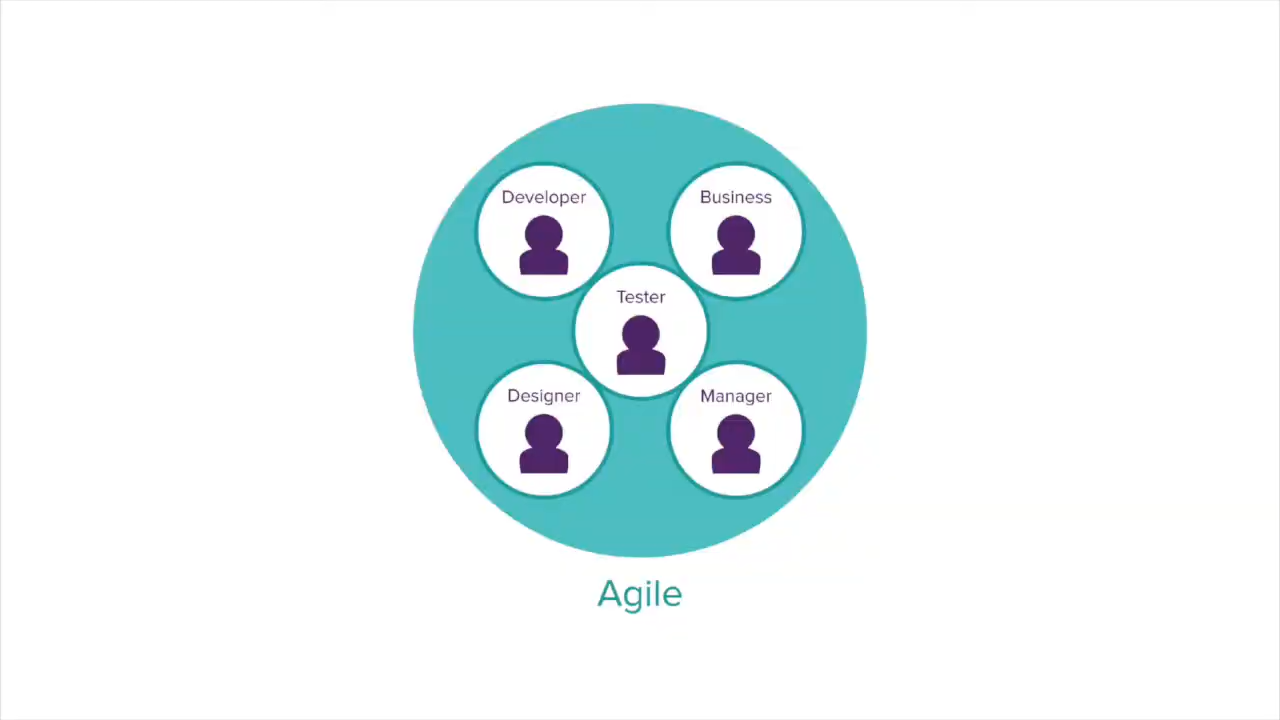 Developer
Business
Tester
Designer
Manager
Agile